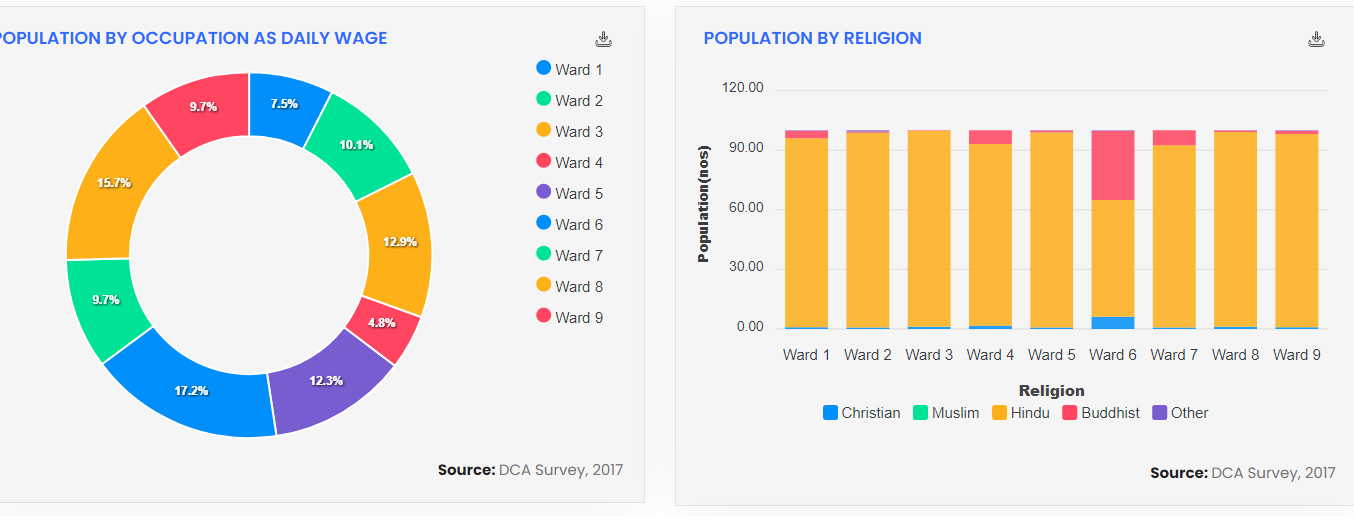 POPULATION BY OCCUPATION AS DAILY WAGE
Ward 1
Ward 2
Ward 3
Ward 4
Ward 5
Ward 6
Ward 7
Ward 8
Ward 9
7.5%
10.1%
12.9%
4.8%
12.3%
17.2%
9.7%
15.7%
9.7%
Source: DCA Survey, 2017
POPULATION BY RELIGION
Population(nos)
120.00
90.00
60.00
30.00
0.00
Ward 1 Ward 2 Ward 3 Ward 4 Ward 5 Ward 6 Ward 7 Ward 8 Ward 9
Religion
Christian Muslim Hindu Buddhist Other
Source: DCA Survey, 2017